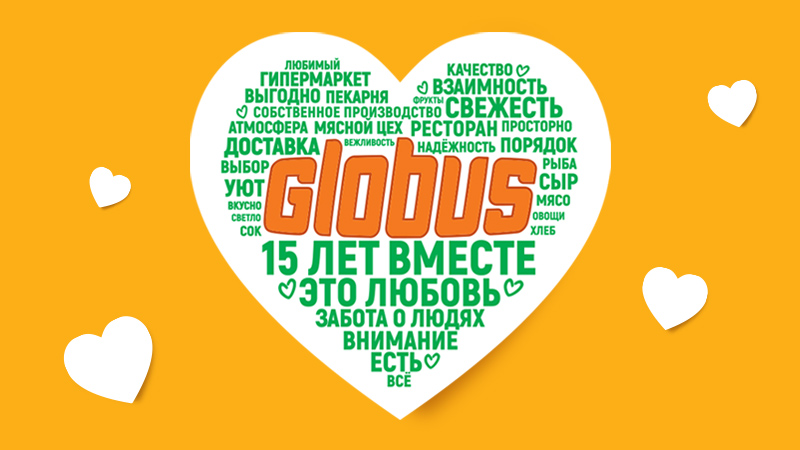 ЛЮБИМЫЙ
ГИПЕРМАРКЕТ
ВЫГОДНО ПЕКАРНЯ
СОБСТВЕННОЕ ПРОИЗВОДСТВО
АТМОСФЕРА МЯСНОЙ ЦЕХ
ДОСТАВКА ВЕЖЛИВОСТЬ
ВЫБОР
УЮТ
ВКУСНО
СВЕТЛО
СОК
КАЧЕСТВО
ВЗАИМНОСТЬ
ФРУКТЫ СВЕЖЕСТЬ
РЕСТОРАН ПРОСТОРНО
НАДЁЖНОСТЬ ПОРЯДОК
РЫБА
СЫР
МЯСО
ОВОЩИ
ХЛЕБ
Globus
15 ЛЕТ ВМЕСТЕ
ЭТО ЛЮБОВЬ
ЗАБОТА О ЛЮДЯХ
ВНИМАНИЕ
ЕСТЬ
ВСЁ